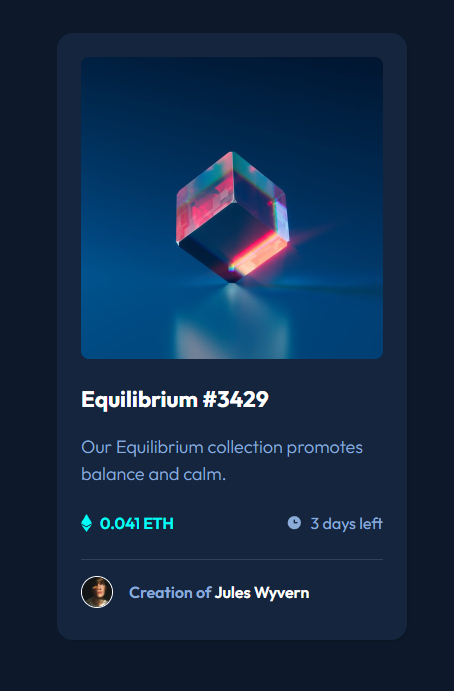 Equilibrium #3429
Our Equilibrium collection promotes
balance and calm.
0.041 ETH
3 days left
Creation of Jules Wyvern